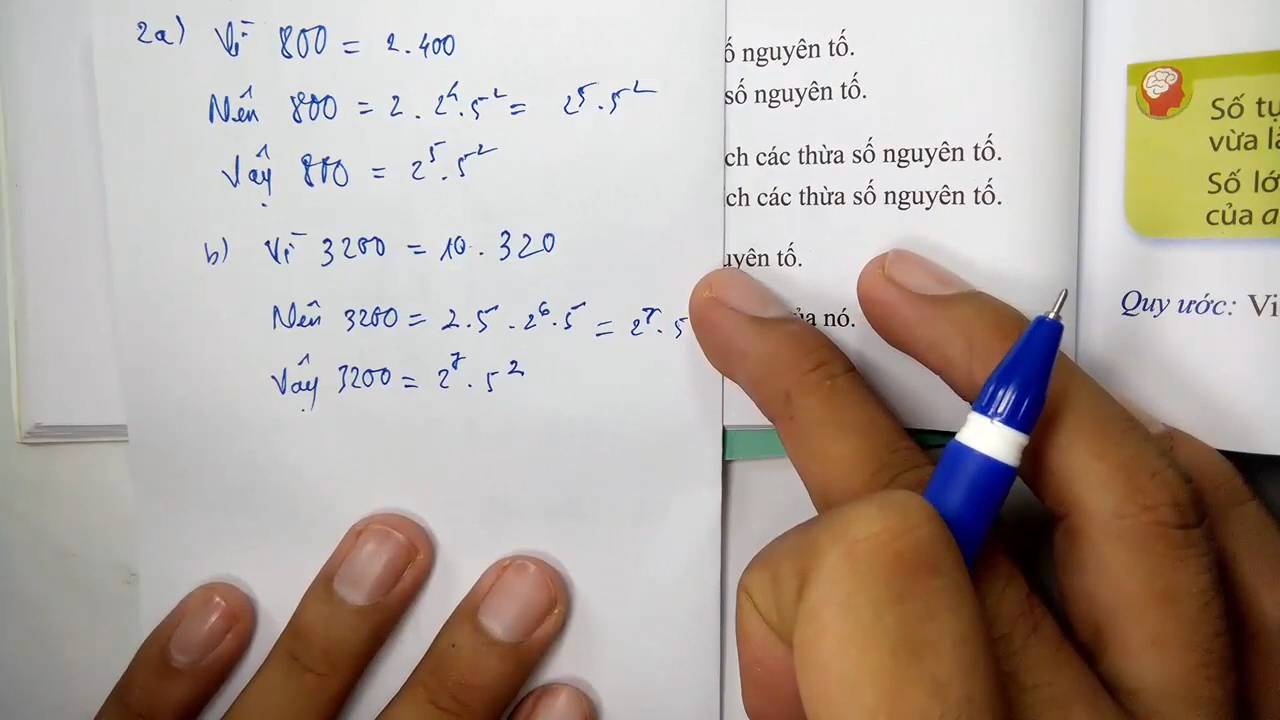 2a) Vì 800 = 2.400
Nên 800 = 2.2⁴.5² = 2⁵.5²
Vậy 800 = 2⁵.5²
b) Vì 3200 = 10.320
Nên 3200 = 2.5.2⁶.5 = 2⁷.5
Vậy 3200 = 2⁷.5²
ố nguyên tố.
số nguyên tố.
ch các thừa số nguyên tố.
ch các thừa số nguyên tố.
uyên tố.
nó.
Số tự
vừa là
Số lớ
của a
Quy ước: Vi